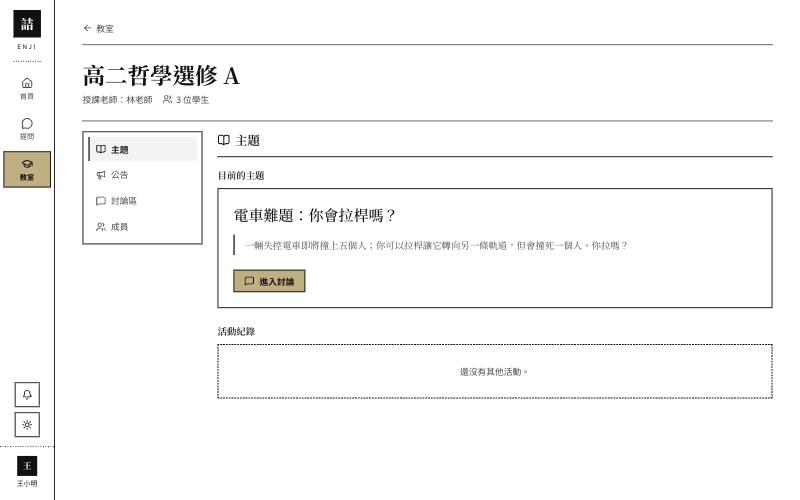 詰
ENJI
首頁
提問
教室
王
王小明
教室
高二哲學選修 A
授課老師：林老師 3 位學生
主題
公告
討論區
成員
主題
目前的主題
電車難題：你會拉桿嗎？
一輛失控電車即將撞上五個人；你可以拉桿讓它轉向另一條軌道，但會撞死一個人。你拉嗎？
進入討論
活動紀錄
還沒有其他活動。